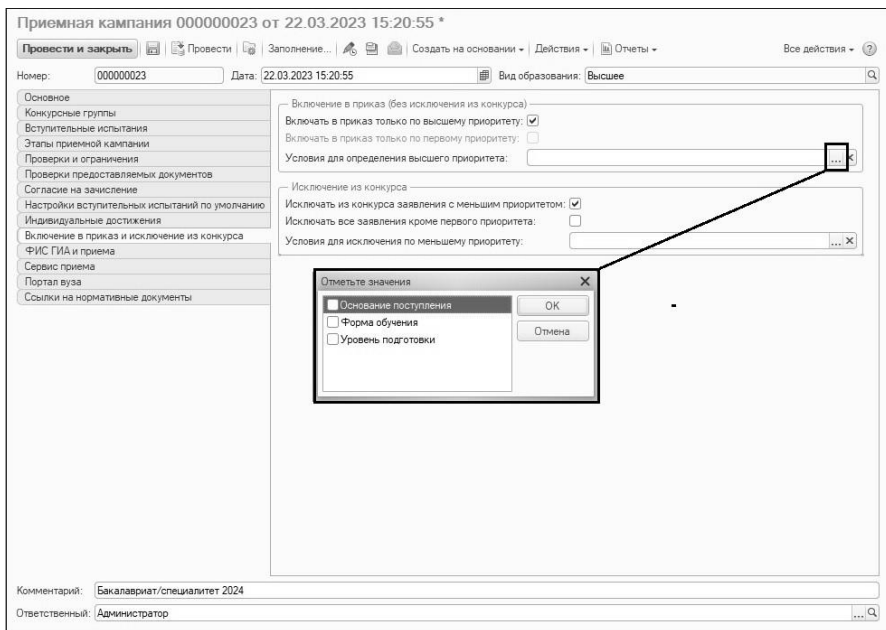 Приемная кампания 000000023 от 22.03.2023 15:20:55 *
Провести и закрыть Провести Заполнение... Создать на основании Действия Отчеты Все действия
Номер: 000000023 Дата: 22.03.2023 15:20:55 Вид образования: Высшее
Основное
Конкурсные группы
Вступительные испытания
Этапы приемной кампании
Проверки и ограничения
Проверки предоставляемых документов
Согласие на зачисление
Настройки вступительных испытаний по умолчанию
Индивидуальные достижения
Включение в приказ и исключение из конкурса
ФИС ГИА и приема
Сервис приема
Портал вуза
Ссылки на нормативные документы
Включение в приказ (без исключения из конкурса)
Включать в приказ только по высшему приоритету:
Включать в приказ только по первому приоритету:
Условия для определения высшего приоритета: ...
Исключение из конкурса
Исключать из конкурса заявления с меньшим приоритетом:
Исключать все заявления кроме первого приоритета:
Условия для исключения по меньшему приоритету: ...
Отметьте значения
Основание поступления
Форма обучения
Уровень подготовки
OK
Отмена
Комментарий: Бакалавриат/специалитет 2024
Ответственный: Администратор ...